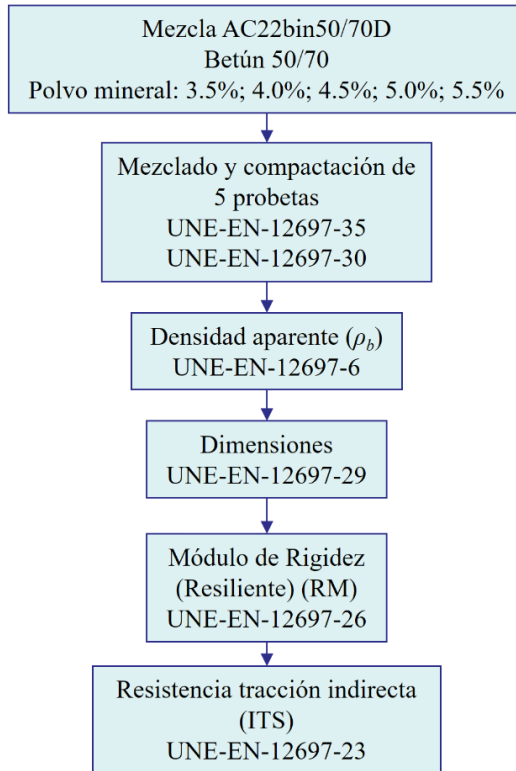 Mezcla AC22bin50/70D
Betún 50/70
Polvo mineral: 3.5%; 4.0%; 4.5%; 5.0%; 5.5%
Mezclado y compactación de
5 probetas
UNE-EN-12697-35
UNE-EN-12697-30
Densidad aparente (ρb)
UNE-EN-12697-6
Dimensiones
UNE-EN-12697-29
Módulo de Rigidez
(Resiliente) (RM)
UNE-EN-12697-26
Resistencia tracción indirecta
(ITS)
UNE-EN-12697-23